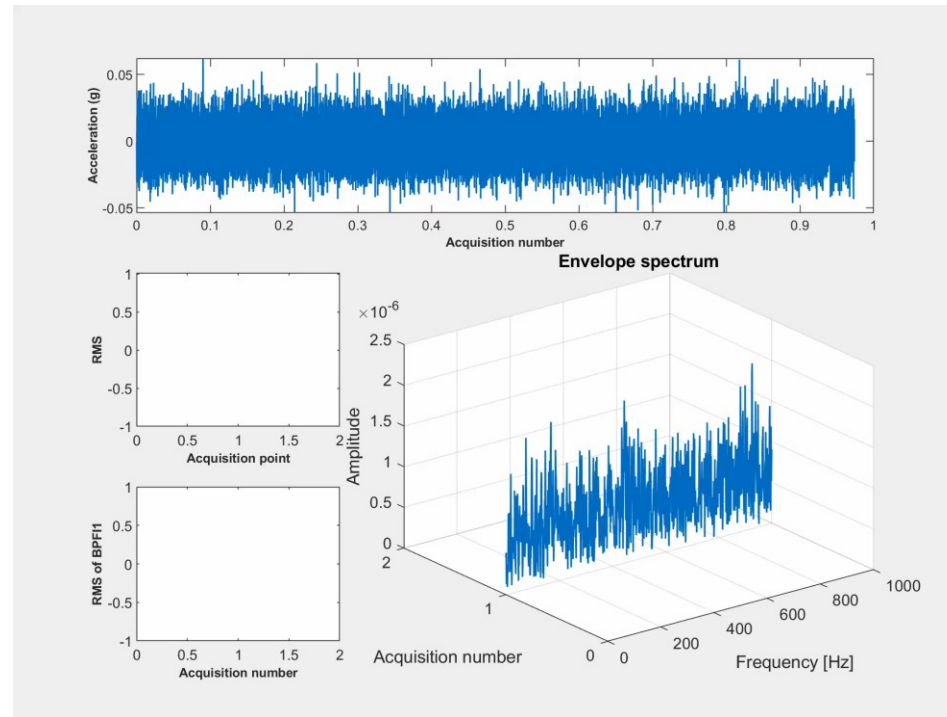 0.05
0
-0.05
Acceleration (g)
0 0.1 0.2 0.3 0.4 0.5 0.6 0.7 0.8 0.9 1
Acquisition number
1
0.5
0
-0.5
-1
RMS
0 0.5 1 1.5 2
Acquisition point
1
0.5
0
-0.5
-1
RMS of BPFI1
0 0.5 1 1.5 2
Acquisition number
Envelope spectrum
×10-6
2.5
2
1.5
1
0.5
0
Amplitude
2
1
0
Acquisition number
0 200 400 600 800 1000
Frequency [Hz]